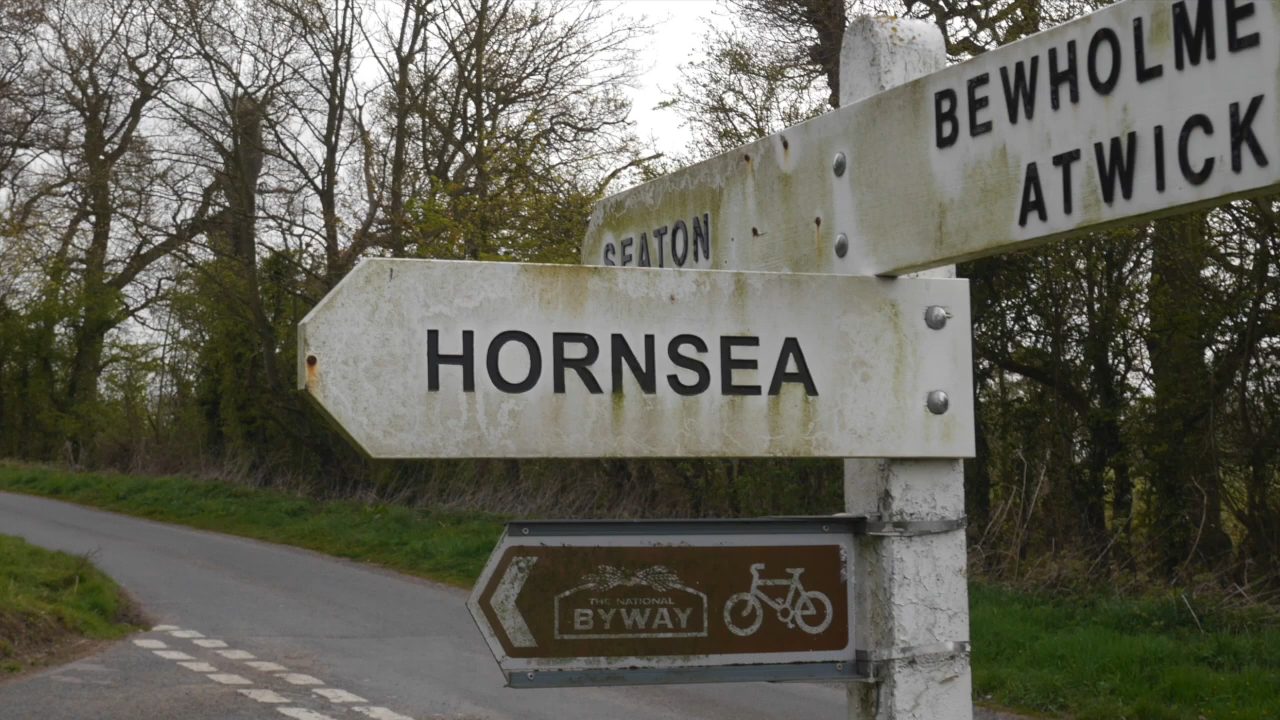 BEWHOLME
ATWICK
SEATON
HORNSEA
THE NATIONAL
BYWAY